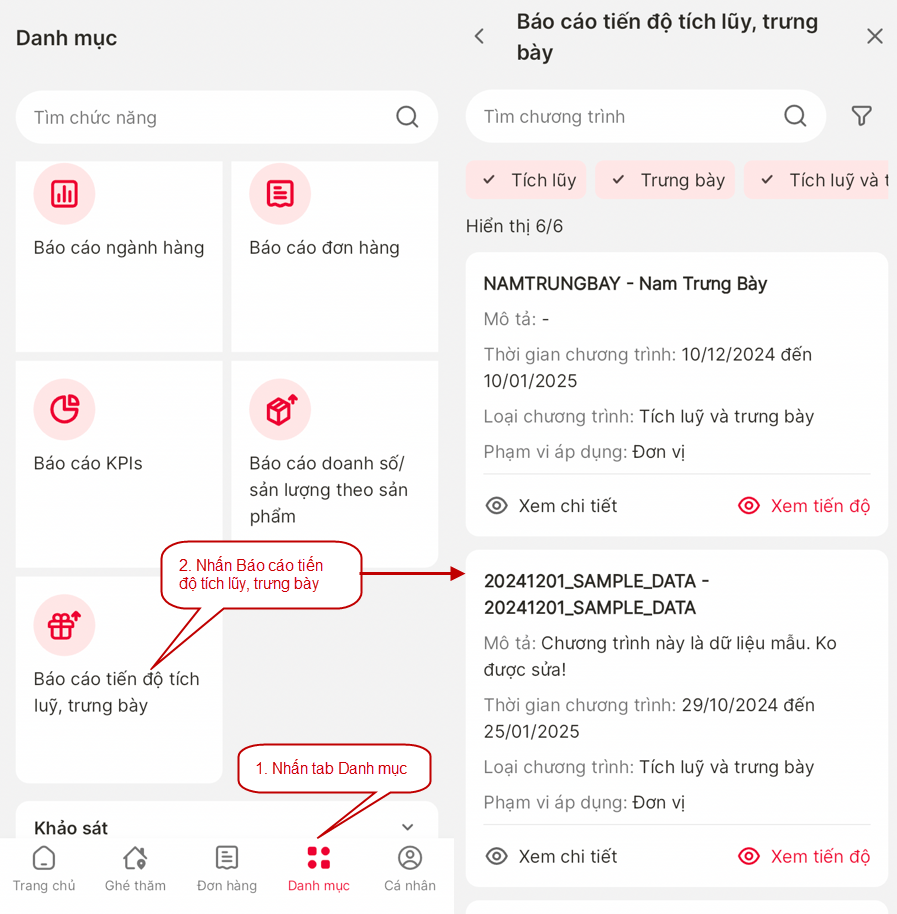 Danh mục
Tìm chức năng
Báo cáo ngành hàng
Báo cáo đơn hàng
Báo cáo KPIs
Báo cáo doanh số/
sản lượng theo sản
phẩm
2. Nhấn Báo cáo tiến
độ tích lũy, trưng bày
Báo cáo tiến độ tích
luỹ, trưng bày
1. Nhấn tab Danh mục
Khảo sát
Trang chủ
Ghé thăm
Đơn hàng
Danh mục
Cá nhân
Báo cáo tiến độ tích lũy, trưng
bày
Tìm chương trình
Tích lũy
Trưng bày
Tích luỹ và t
Hiển thị 6/6
NAMTRUNGBAY - Nam Trưng Bày
Mô tả: -
Thời gian chương trình: 10/12/2024 đến
10/01/2025
Loại chương trình: Tích luỹ và trưng bày
Phạm vi áp dụng: Đơn vị
Xem chi tiết
Xem tiến độ
20241201_SAMPLE_DATA -
20241201_SAMPLE_DATA
Mô tả: Chương trình này là dữ liệu mẫu. Ko
được sửa!
Thời gian chương trình: 29/10/2024 đến
25/01/2025
Loại chương trình: Tích luỹ và trưng bày
Phạm vi áp dụng: Đơn vị
Xem chi tiết
Xem tiến độ